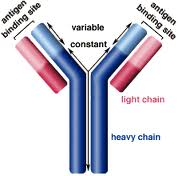 antigen
binding site
antigen
binding site
variable
constant
light chain
heavy chain